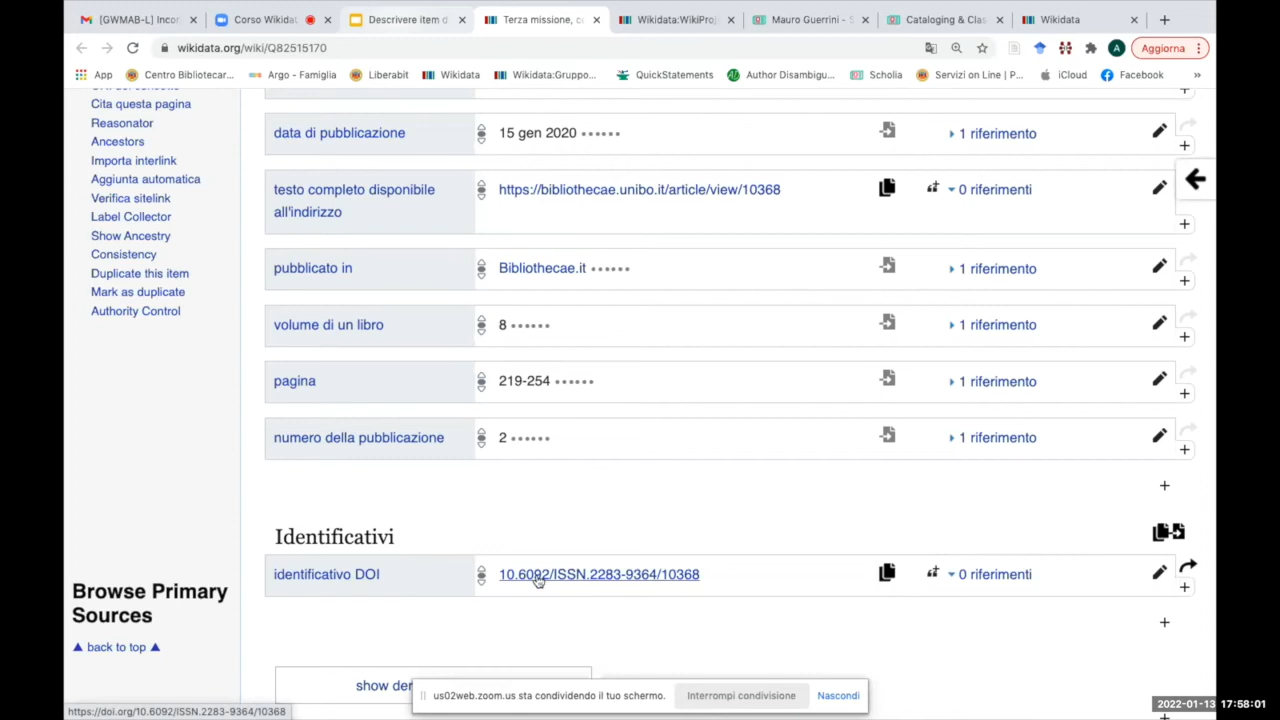 [GWMAB-L] Incor
Corso Wikidat
Descrivere item d
Terza missione, c
Wikidata:WikiProj
Mauro Guerrini - S
Cataloging & Clas
Wikidata
wikidata.org/wiki/Q82515170
A
Aggiorna
App
Centro Bibliotecar...
Argo - Famiglia
Liberabit
Wikidata
Wikidata:Gruppo...
QuickStatements
Author Disambigu...
Scholia
Servizi on Line | P...
iCloud
Facebook
»
Cita questa pagina
Reasonator
Ancestors
Importa interlink
Aggiunta automatica
Verifica sitelink
Label Collector
Show Ancestry
Consistency
Duplicate this item
Mark as duplicate
Authority Control
Browse Primary
Sources
▲ back to top ▲
data di pubblicazione
15 gen 2020
1 riferimento
testo completo disponibile
all'indirizzo
https://bibliothecae.unibo.it/article/view/10368
0 riferimenti
pubblicato in
Bibliothecae.it
1 riferimento
volume di un libro
8
1 riferimento
pagina
219-254
1 riferimento
numero della pubblicazione
2
1 riferimento
Identificativi
identificativo DOI
10.6092/ISSN.2283-9364/10368
0 riferimenti
show der
us02web.zoom.us sta condividendo il tuo schermo.
Interrompi condivisione
Nascondi
https://doi.org/10.6092/ISSN.2283-9364/10368
2022-01-13 17:58:01